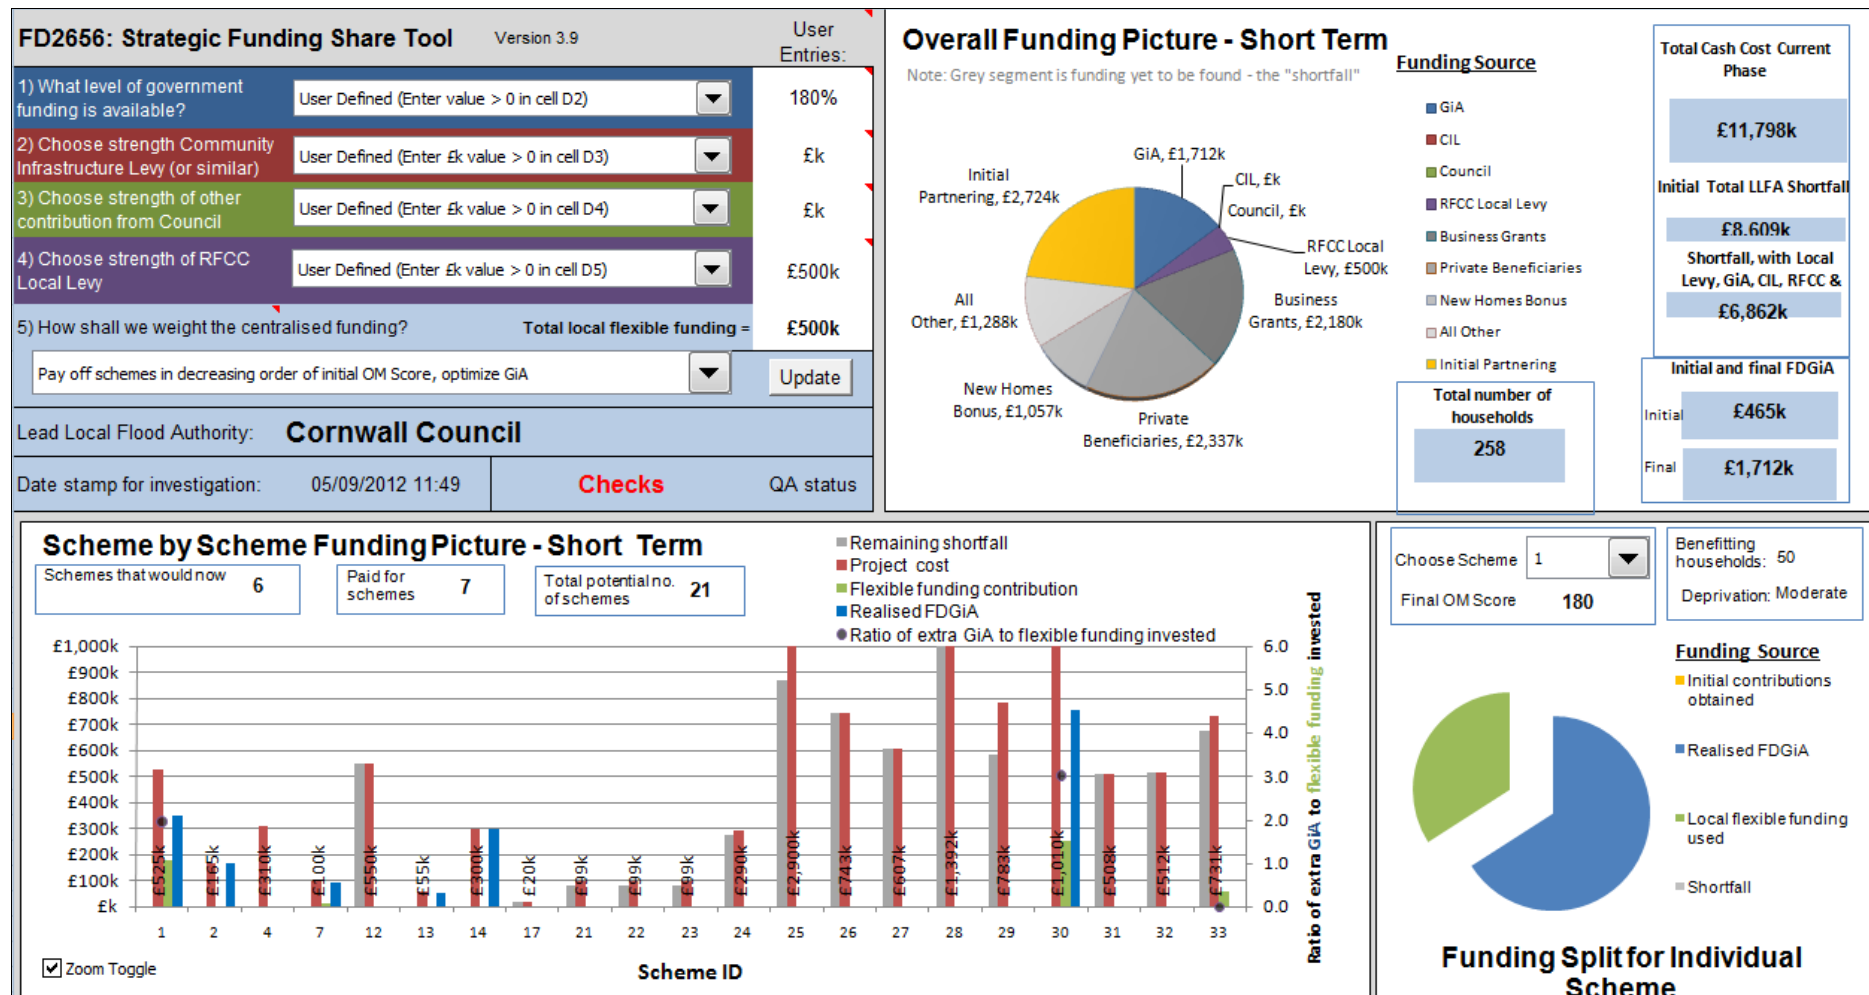 FD2656: Strategic Funding Share Tool
Version 3.9
User
Entries:
1) What level of government
funding is available?
User Defined (Enter value > 0 in cell D2)
180%
2) Choose strength Community
Infrastructure Levy (or similar)
User Defined (Enter £k value > 0 in cell D3)
£k
3) Choose strength of other
contribution from Council
User Defined (Enter £k value > 0 in cell D4)
£k
4) Choose strength of RFCC
Local Levy
User Defined (Enter £k value > 0 in cell D5)
£500k
5) How shall we weight the centralised funding?
Total local flexible funding =
£500k
Pay off schemes in decreasing order of initial OM Score, optimize GiA
Update
Lead Local Flood Authority:
Cornwall Council
Date stamp for investigation:
05/09/2012 11:49
Checks
QA status
Overall Funding Picture - Short Term
Note: Grey segment is funding yet to be found - the "shortfall"
GiA, £1,712k
CIL, £k
Council, £k
RFCC Local
Levy, £500k
Business
Grants, £2,180k
Private
Beneficiaries, £2,337k
New Homes
Bonus, £1,057k
All
Other, £1,288k
Initial
Partnering, £2,724k
Funding Source
GiA
CIL
Council
RFCC Local Levy
Business Grants
Private Beneficiaries
New Homes Bonus
All Other
Initial Partnering
Total number of
households
258
Total Cash Cost Current
Phase
£11,798k
Initial Total LLFA Shortfall
£8,609k
Shortfall, with Local
Levy, GiA, CIL, RFCC &
£6,862k
Initial and final FDGiA
Initial
£465k
Final
£1,712k
Scheme by Scheme Funding Picture - Short Term
Schemes that would now
6
Paid for
schemes
7
Total potential no.
of schemes
21
Remaining shortfall
Project cost
Flexible funding contribution
Realised FDGiA
Ratio of extra GiA to flexible funding invested
£1,000k
£900k
£800k
£700k
£600k
£500k
£400k
£300k
£200k
£100k
£k
£525k
£165k
£310k
£100k
£550k
£55k
£300k
£20k
£99k
£99k
£99k
£290k
£2,900k
£743k
£607k
£1,392k
£783k
£1,010k
£508k
£512k
£731k
6.0
5.0
4.0
3.0
2.0
1.0
0.0
Ratio of extra GiA to flexible funding invested
1 2 4 7 12 13 14 17 21 22 23 24 25 26 27 28 29 30 31 32 33
Scheme ID
Zoom Toggle
Choose Scheme
1
Final OM Score
180
Benefitting
households: 50
Deprivation: Moderate
Funding Source
Initial contributions
obtained
Realised FDGiA
Local flexible funding
used
Shortfall
Funding Split for Individual
Scheme